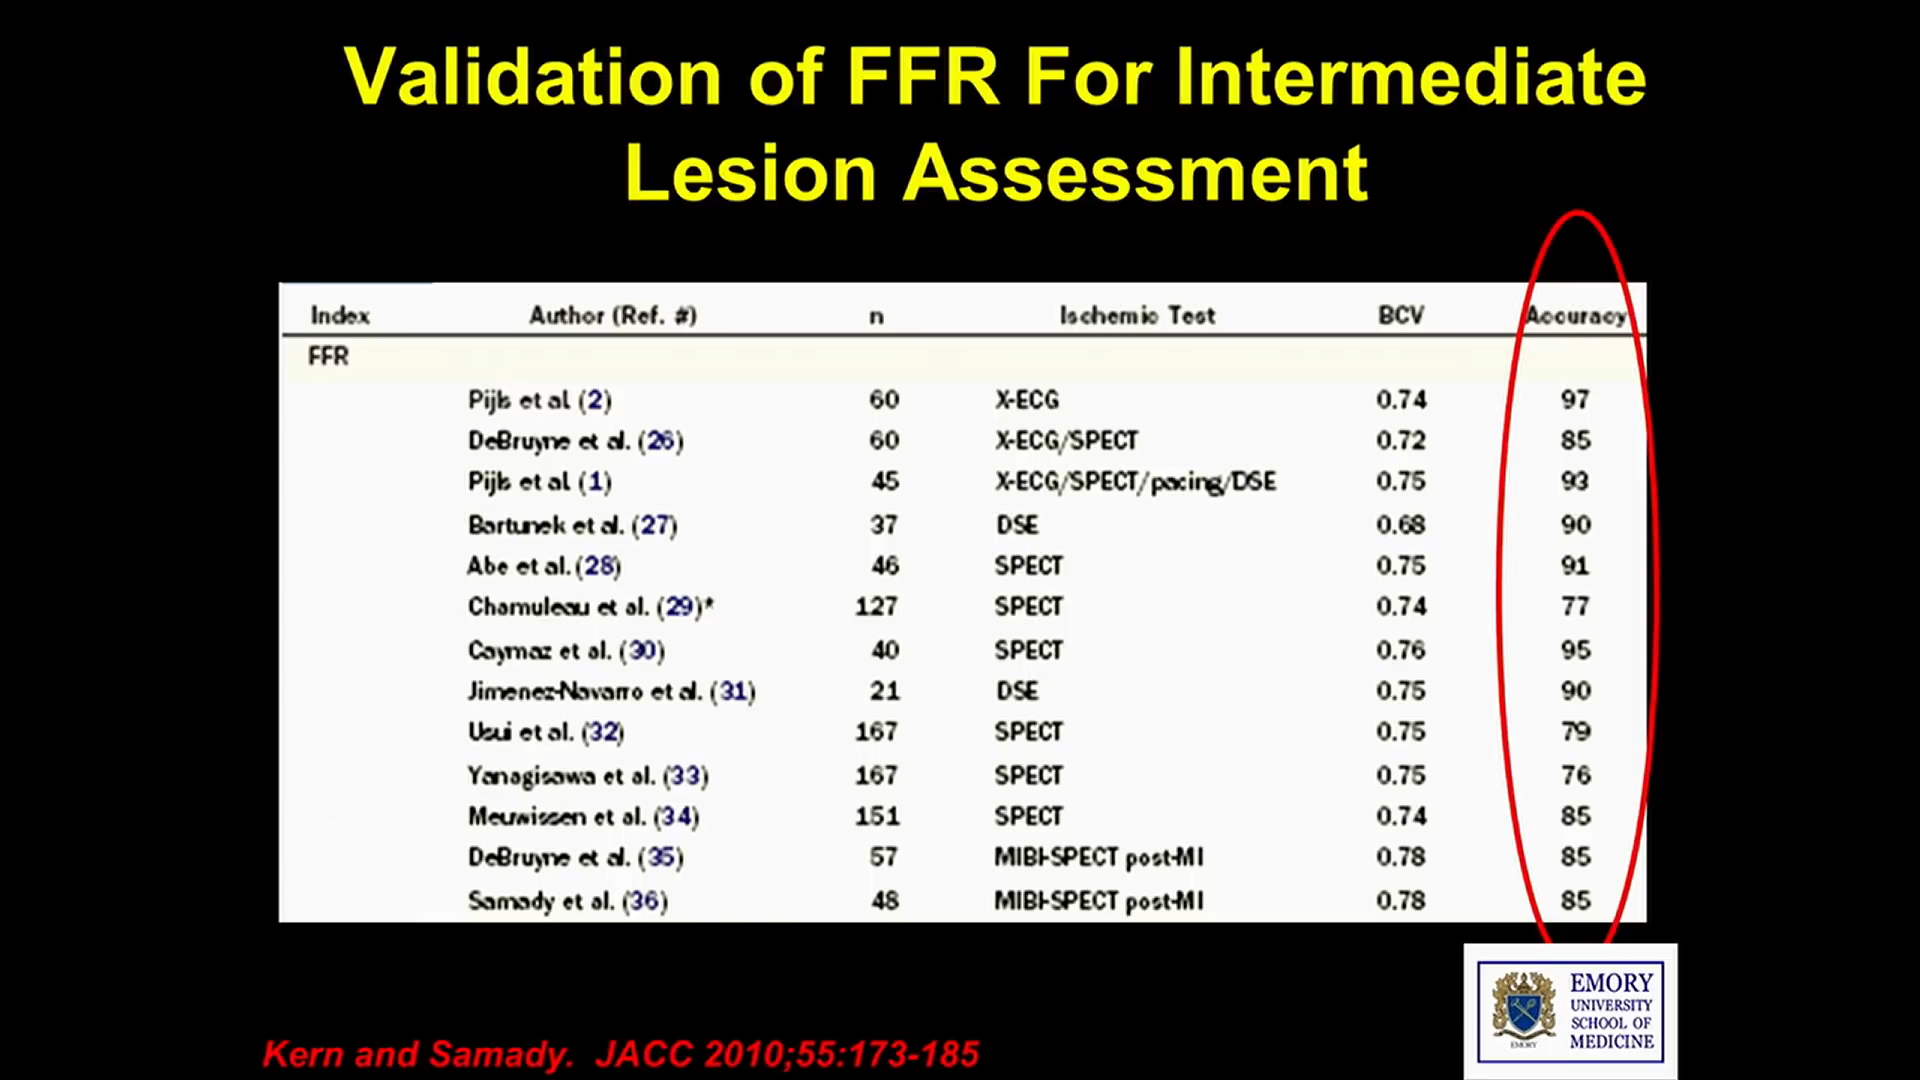 Validation of FFR For Intermediate
Lesion Assessment
Index Author (Ref. #) n Ischemic Test BCV Accuracy
FFR
Pijls et al. (2) 60 X-ECG 0.74 97
DeBruyne et al. (26) 60 X-ECG/SPECT 0.72 85
Pijls et al. (1) 45 X-ECG/SPECT/pacing/DSE 0.75 93
Bartunek et al. (27) 37 DSE 0.68 90
Abe et al. (28) 46 SPECT 0.75 91
Chamuleau et al. (29)* 127 SPECT 0.74 77
Caymaz et al. (30) 40 SPECT 0.76 95
Jimenez-Navarro et al. (31) 21 DSE 0.75 90
Usui et al. (32) 167 SPECT 0.75 79
Yanagisawa et al. (33) 167 SPECT 0.75 76
Meuwissen et al. (34) 151 SPECT 0.74 85
DeBruyne et al. (35) 57 MIBI-SPECT post-MI 0.78 85
Samady et al. (36) 48 MIBI-SPECT post-MI 0.78 85
EMORY
UNIVERSITY
SCHOOL OF
MEDICINE
EMORY
Kern and Samady. JACC 2010;55:173-185